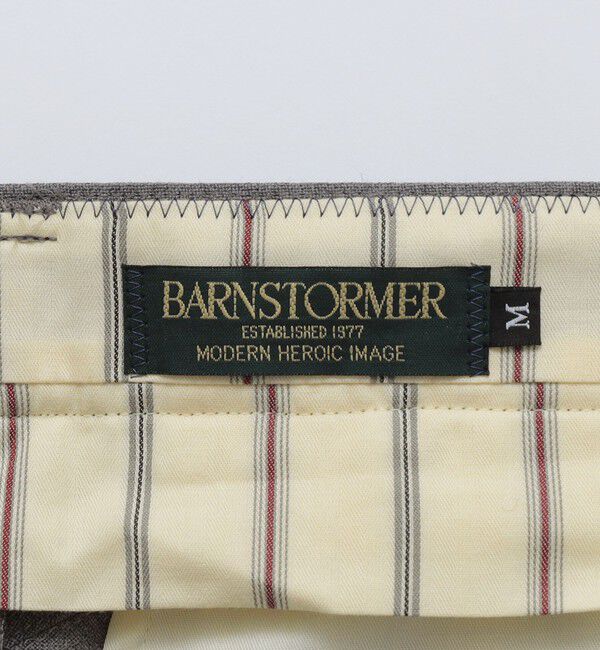 BARNSTORMER
ESTABLISHED 1977
MODERN HEROIC IMAGE
M